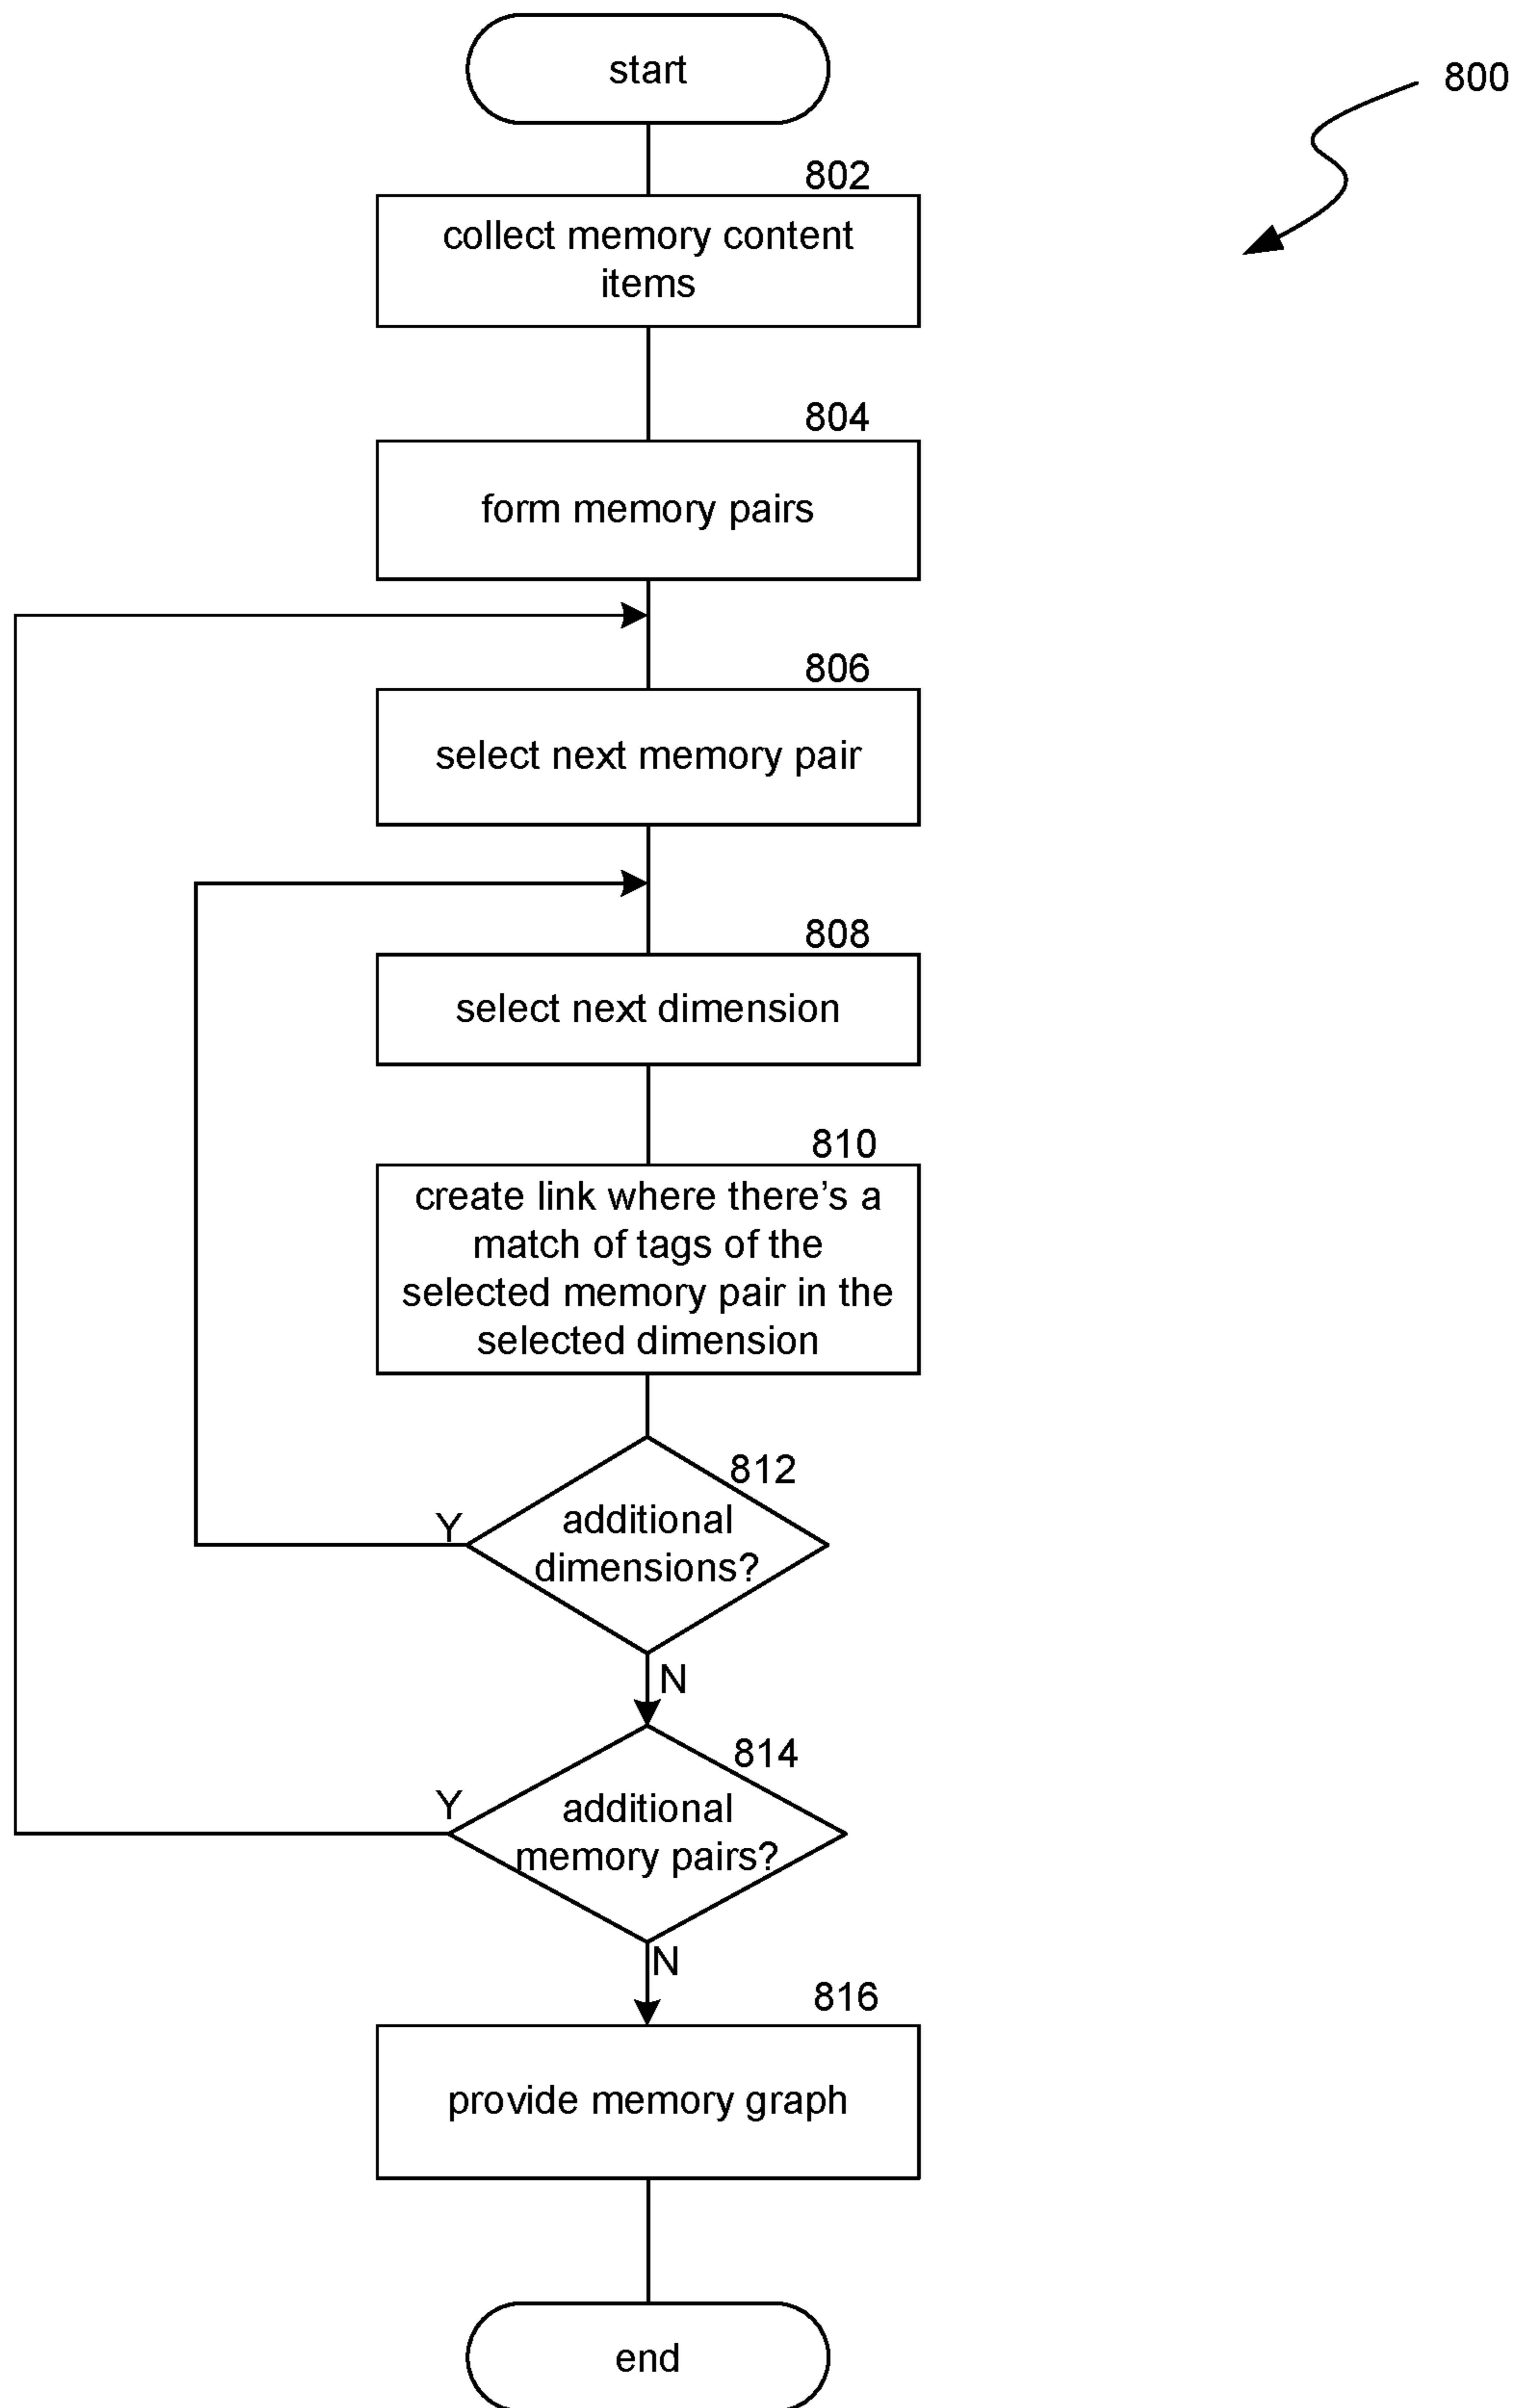 start
800
802
collect memory content
items
804
form memory pairs
806
select next memory pair
808
select next dimension
810
create link where there's a
match of tags of the
selected memory pair in the
selected dimension
812
additional
dimensions?
Y
N
814
additional
memory pairs?
Y
N
816
provide memory graph
end